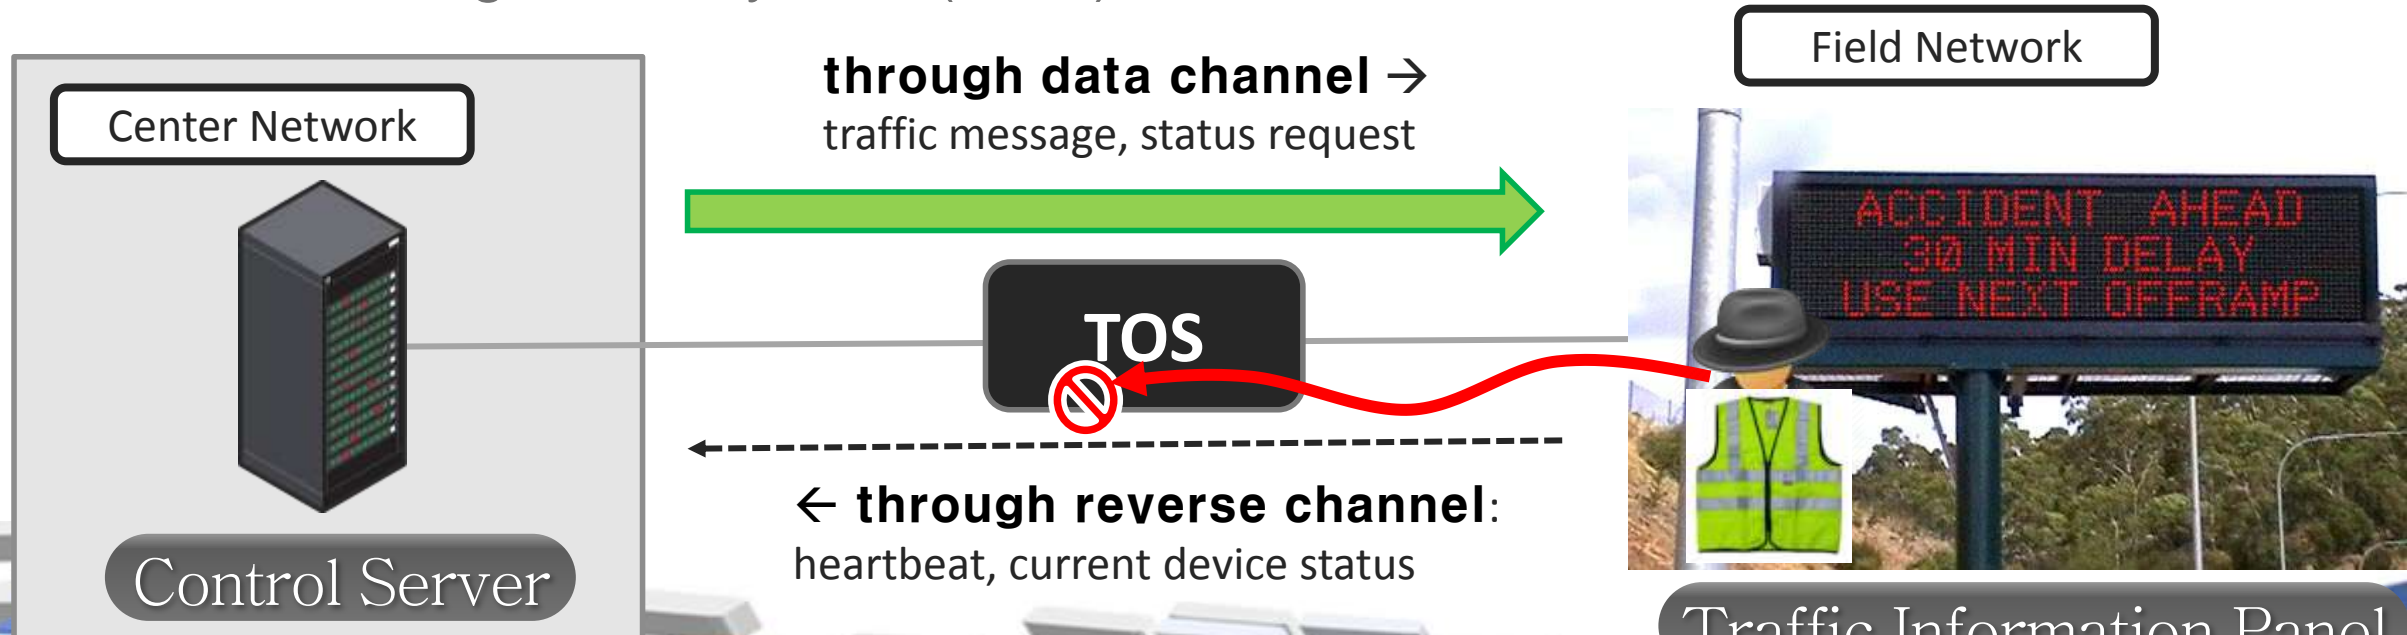 Center Network
through data channel →
traffic message, status request
Field Network
ACCIDENT AHEAD
30 MIN DELAY
USE NEXT OFFRAMP
TOS
← through reverse channel:
heartbeat, current device status
Control Server
Traffic Information Panel